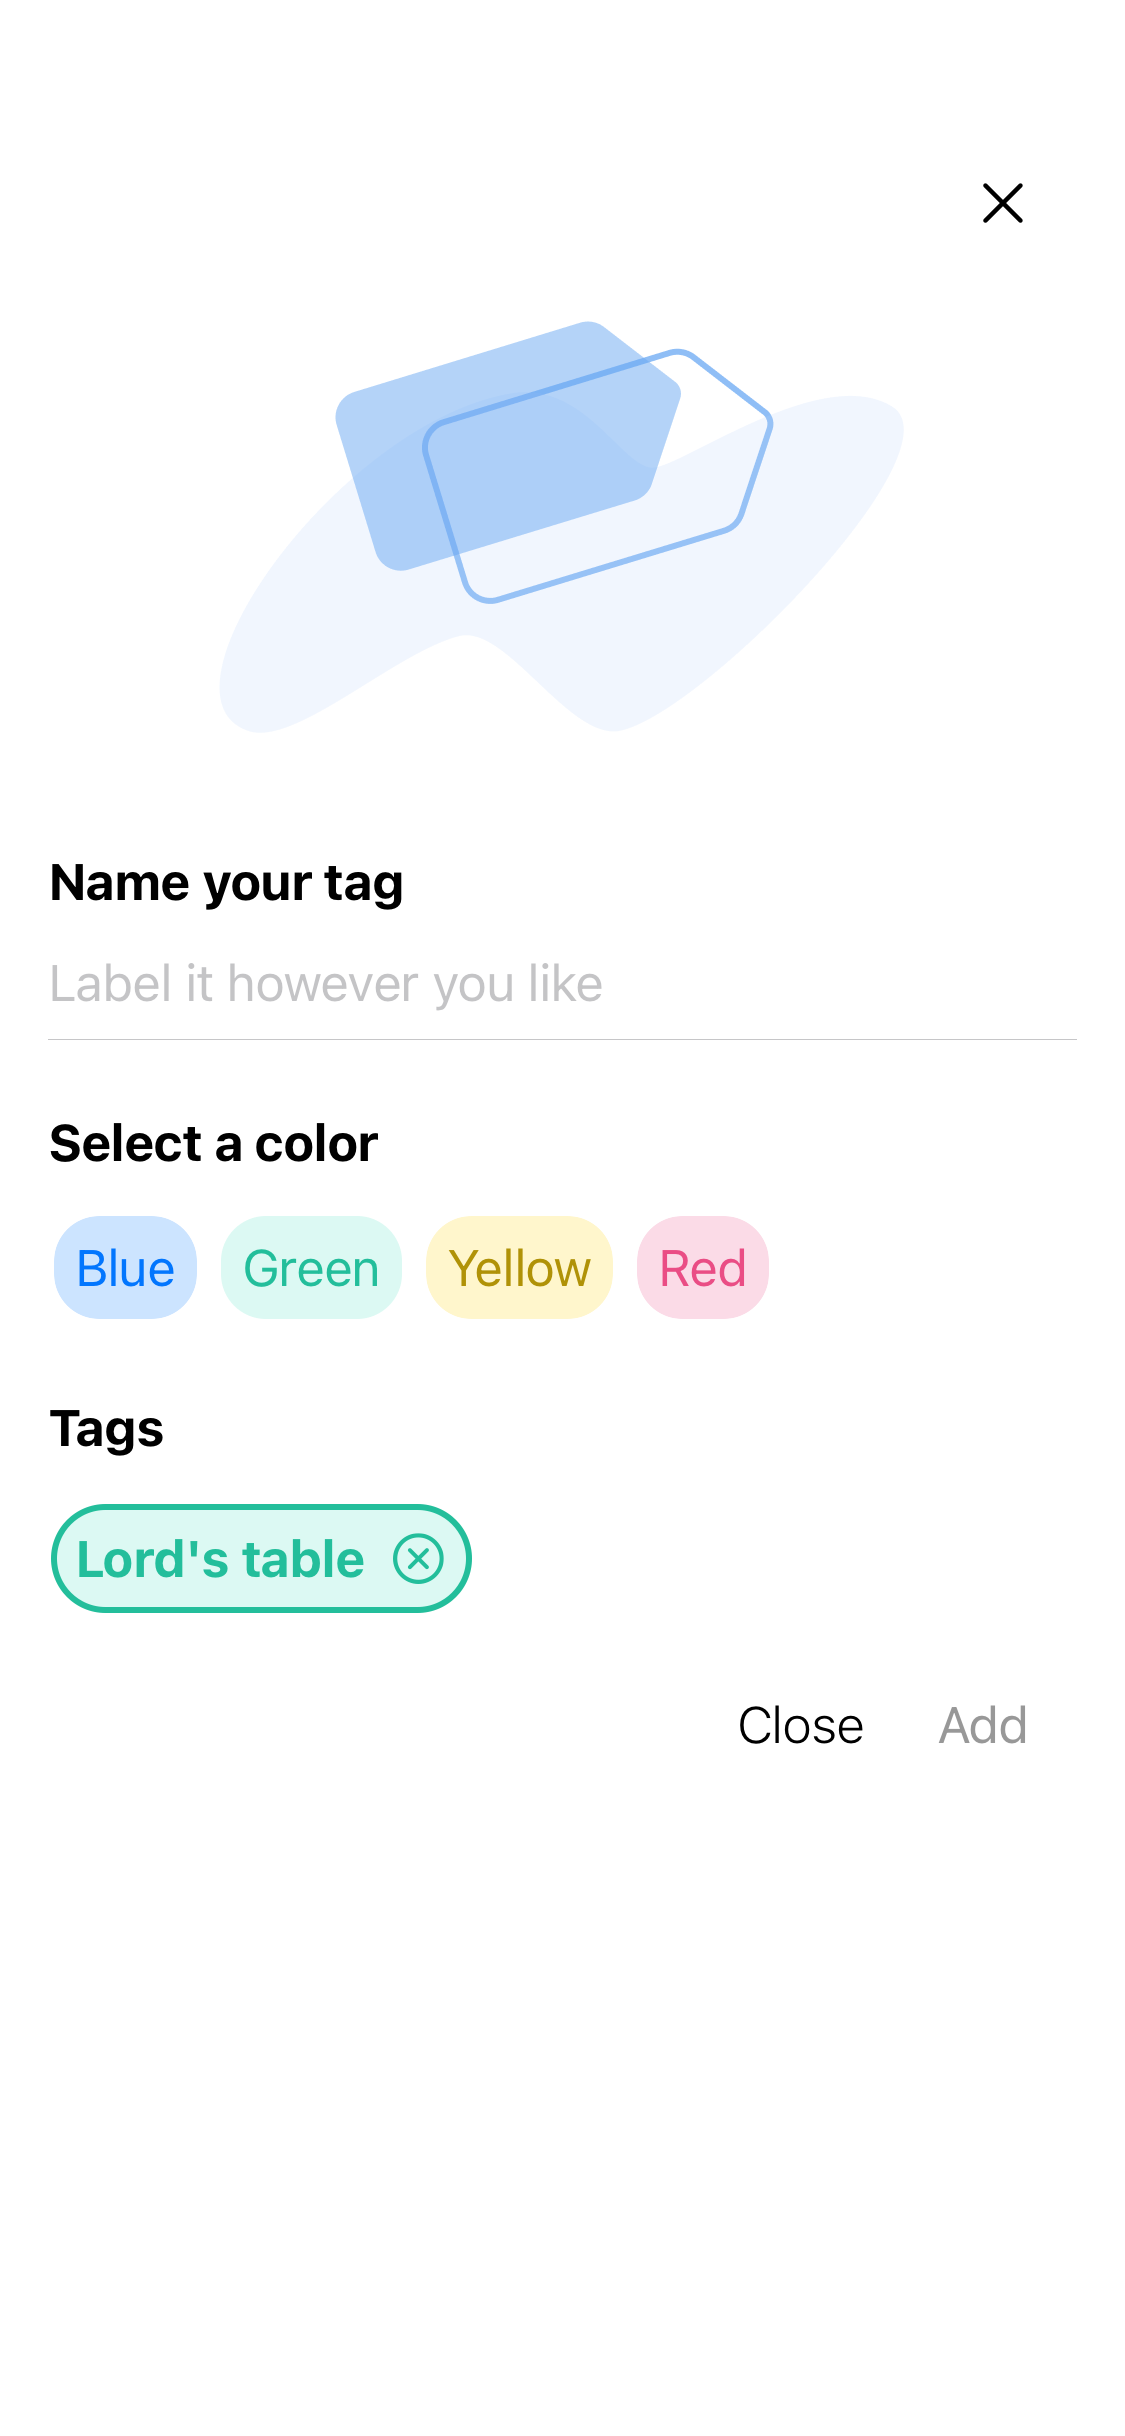 Name your tag
Label it however you like
Select a color
Blue Green Yellow Red
Tags
Lord's table
Close Add